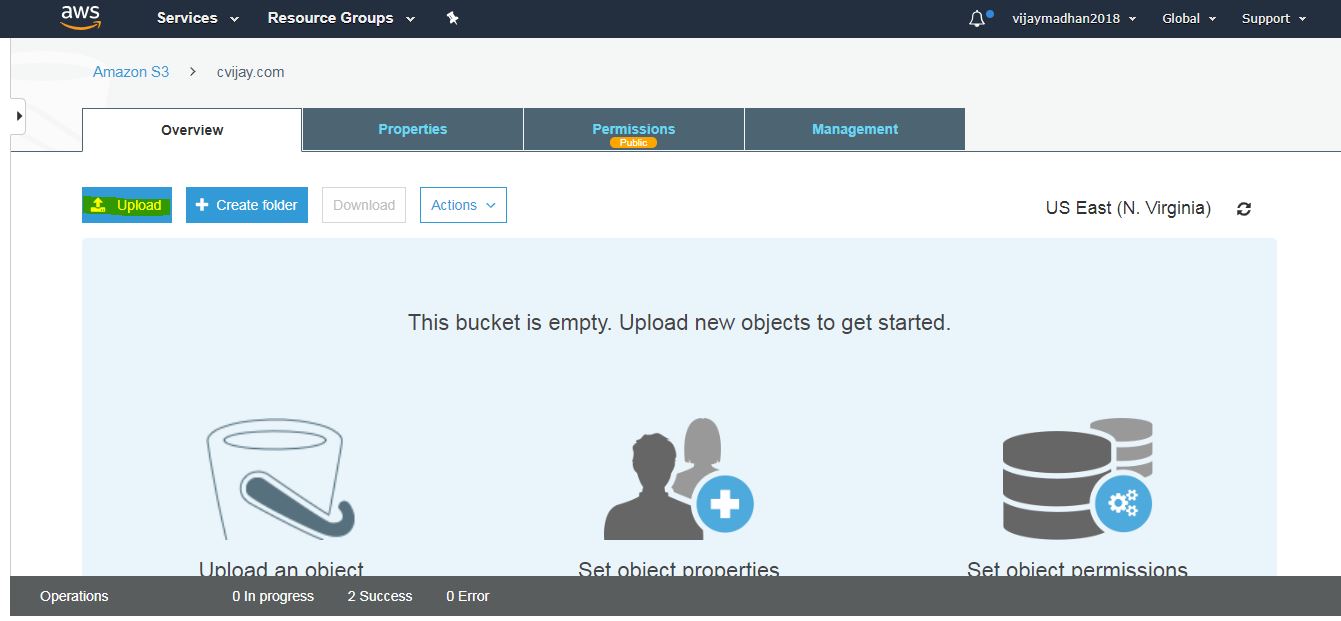 aws Services Resource Groups vijaymadhan2018 Global Support
Amazon S3 > cvijay.com
Overview Properties Permissions Management
Public
Upload Create folder Download Actions US East (N. Virginia)
This bucket is empty. Upload new objects to get started.
Upload an object Set object properties Set object permissions
Operations 0 In progress 2 Success 0 Error